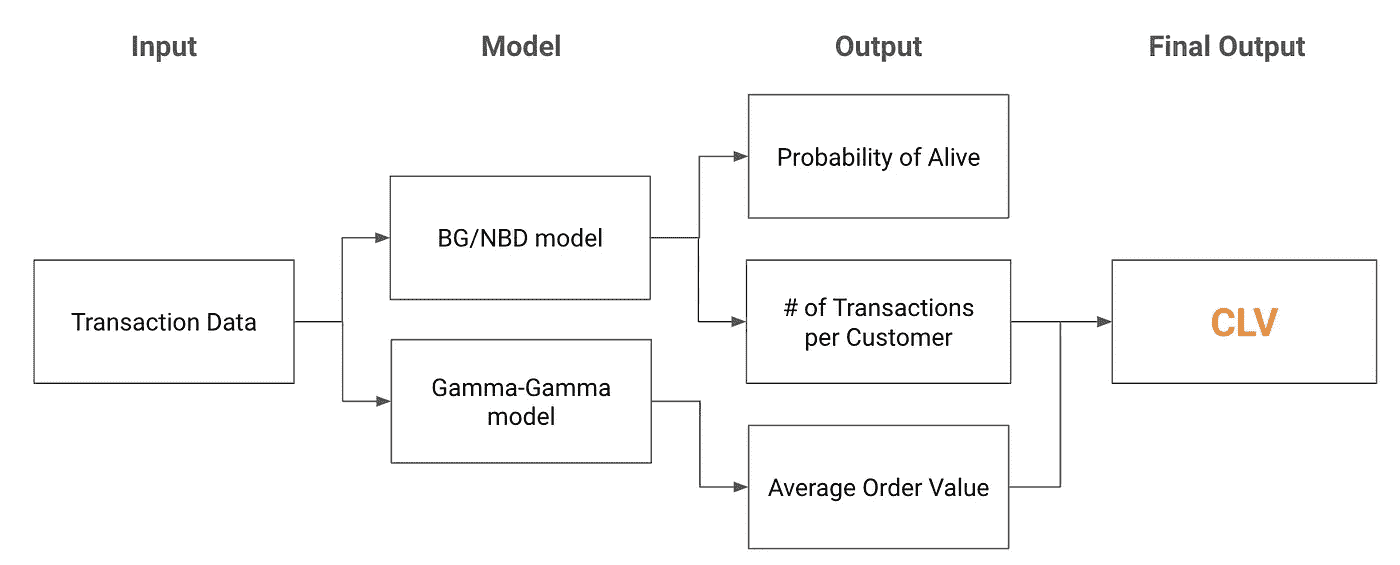 Input
Model
Output
Final Output
Probability of Alive
BG/NBD model
Transaction Data
# of Transactions
per Customer
CLV
Gamma-Gamma
model
Average Order Value